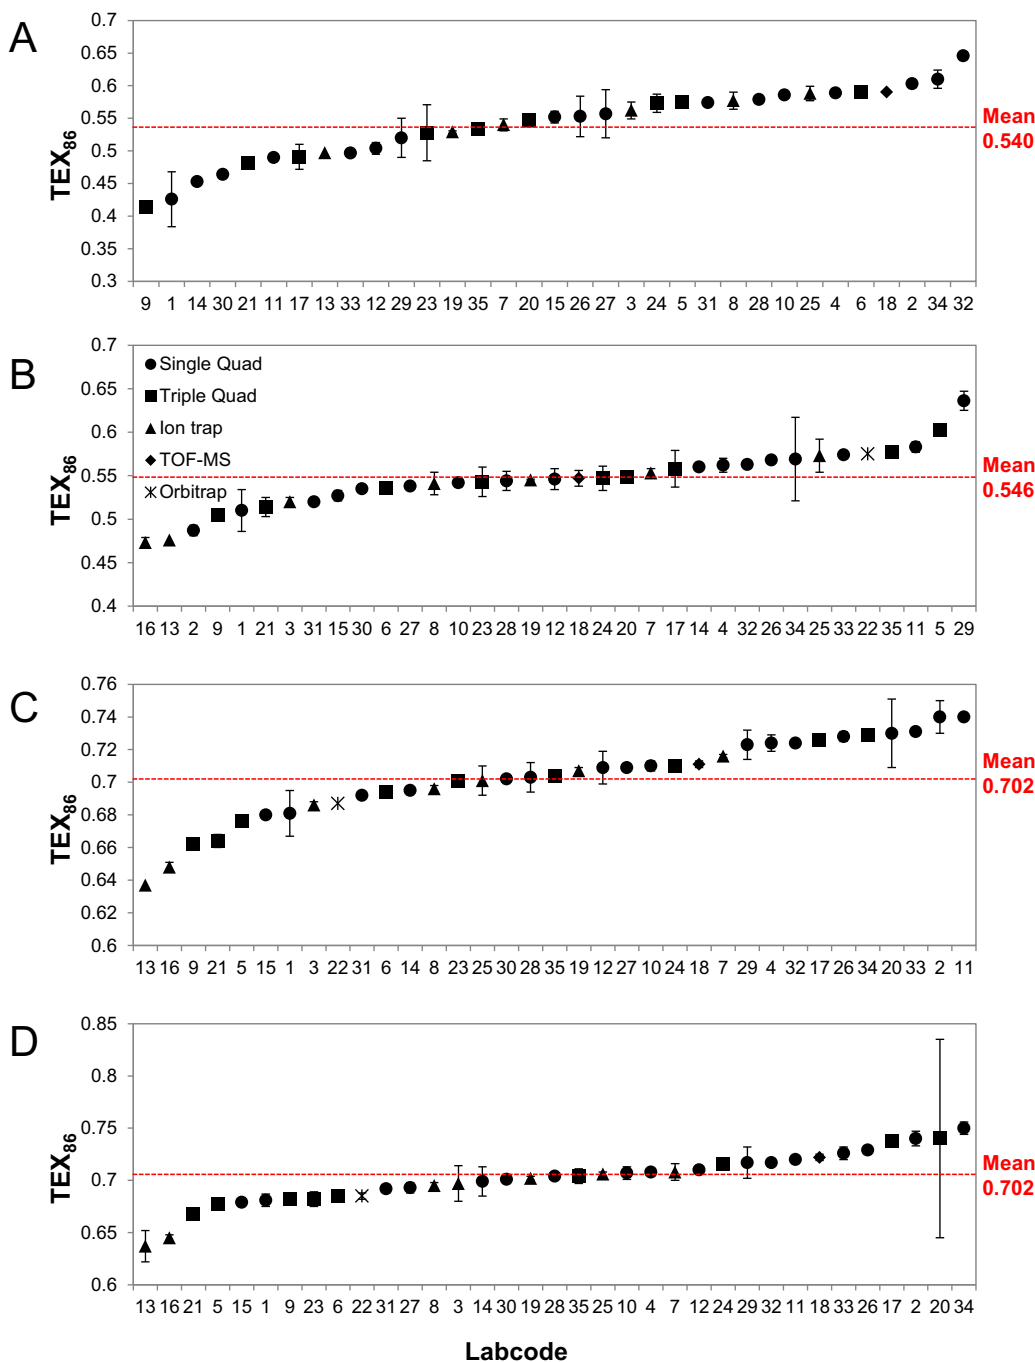 A
0.7
0.65
0.6
0.55
0.5
0.45
0.4
0.35
0.3
TEX86
Mean
0.540
9 1 14 30 21 11 17 13 33 12 29 23 19 35 7 20 15 26 27 3 24 5 31 8 28 10 25 4 6 18 2 34 32
B
0.7
0.65
0.6
0.55
0.5
0.45
0.4
TEX86
Single Quad
Triple Quad
Ion trap
TOF-MS
Orbitrap
Mean
0.546
16 13 2 9 1 21 3 31 15 30 6 27 8 10 23 28 19 12 18 24 20 7 17 14 4 32 26 34 25 33 22 35 11 5 29
C
0.76
0.74
0.72
0.7
0.68
0.66
0.64
0.62
0.6
TEX86
Mean
0.702
13 16 9 21 5 15 1 3 22 31 6 14 8 23 25 30 28 35 19 12 27 10 24 18 7 29 4 32 17 26 34 20 33 2 11
D
0.85
0.8
0.75
0.7
0.65
0.6
TEX86
Mean
0.702
13 16 21 5 15 1 9 23 6 22 31 27 8 3 14 30 19 28 35 25 10 4 7 12 24 29 32 11 18 33 26 17 2 20 34
Labcode